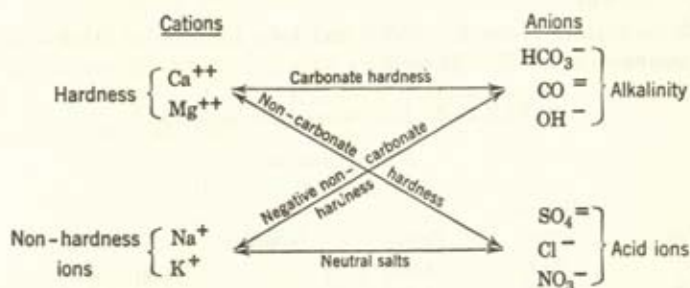 Cations Anions
HCO₃⁻
Hardness { Ca⁺⁺ Carbonate hardness CO⁼ } Alkalinity
Mg⁺⁺ OH⁻
Non-carbonate hardness
Negative non-carbonate
hardness
SO₄⁼
Non-hardness { Na⁺ Cl⁻ } Acid ions
ions K⁺ Neutral salts
NO₃⁻